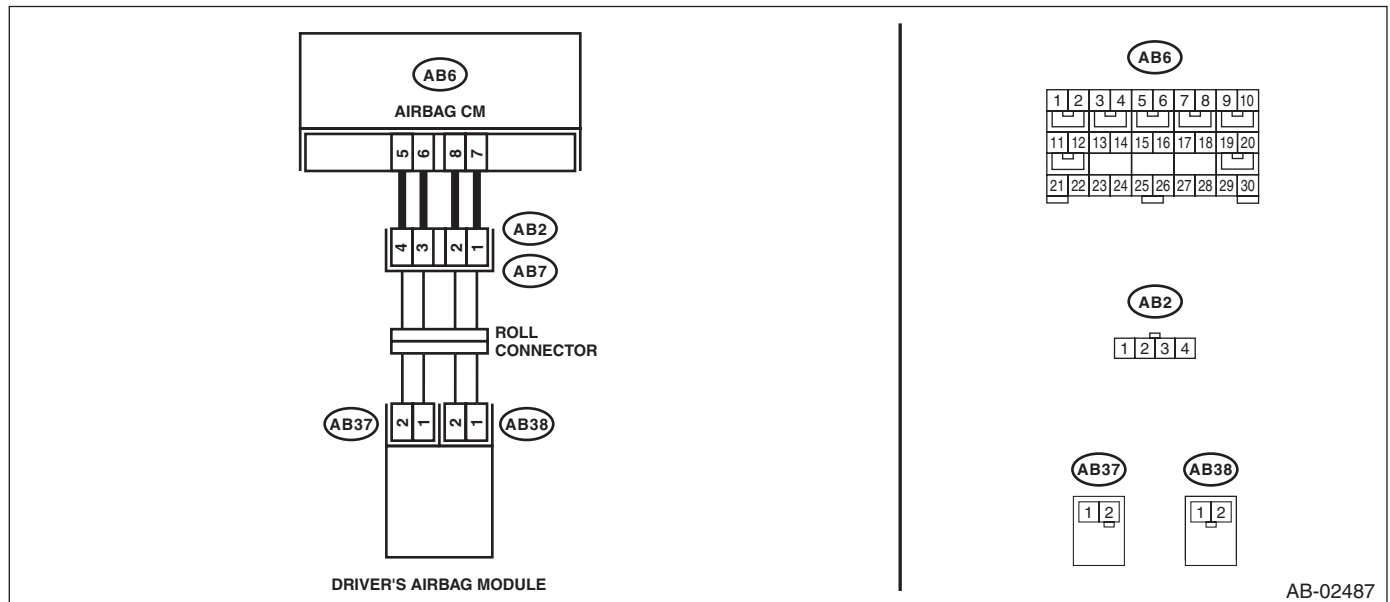 AB6
AIRBAG CM
5 6 8 7
4 3 2 1
AB2
AB7
ROLL
CONNECTOR
AB37
2 1 2 1
AB38
DRIVER'S AIRBAG MODULE
AB6
1 2 3 4 5 6 7 8 9 10
11 12 13 14 15 16 17 18 19 20
21 22 23 24 25 26 27 28 29 30
AB2
1 2 3 4
AB37
1 2
AB38
1 2
AB-02487